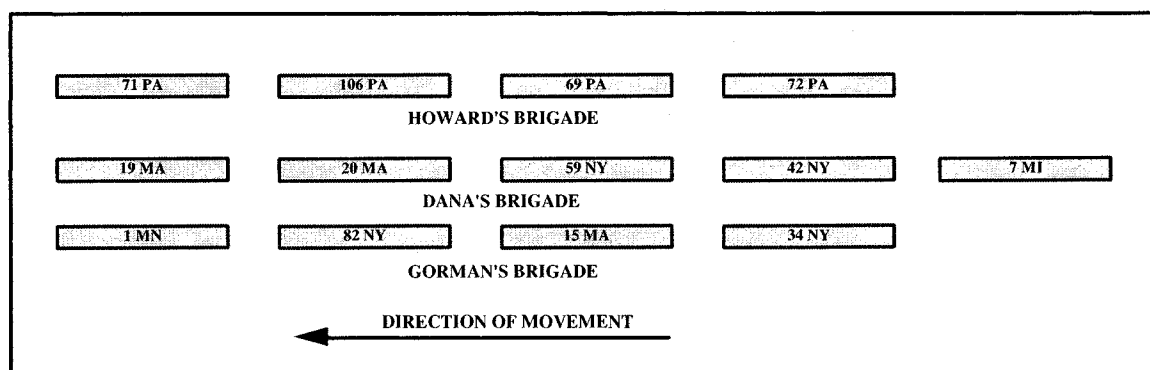 71 PA 106 PA 69 PA 72 PA
HOWARD'S BRIGADE
19 MA 20 MA 59 NY 42 NY 7 MI
DANA'S BRIGADE
1 MN 82 NY 15 MA 34 NY
GORMAN'S BRIGADE
DIRECTION OF MOVEMENT